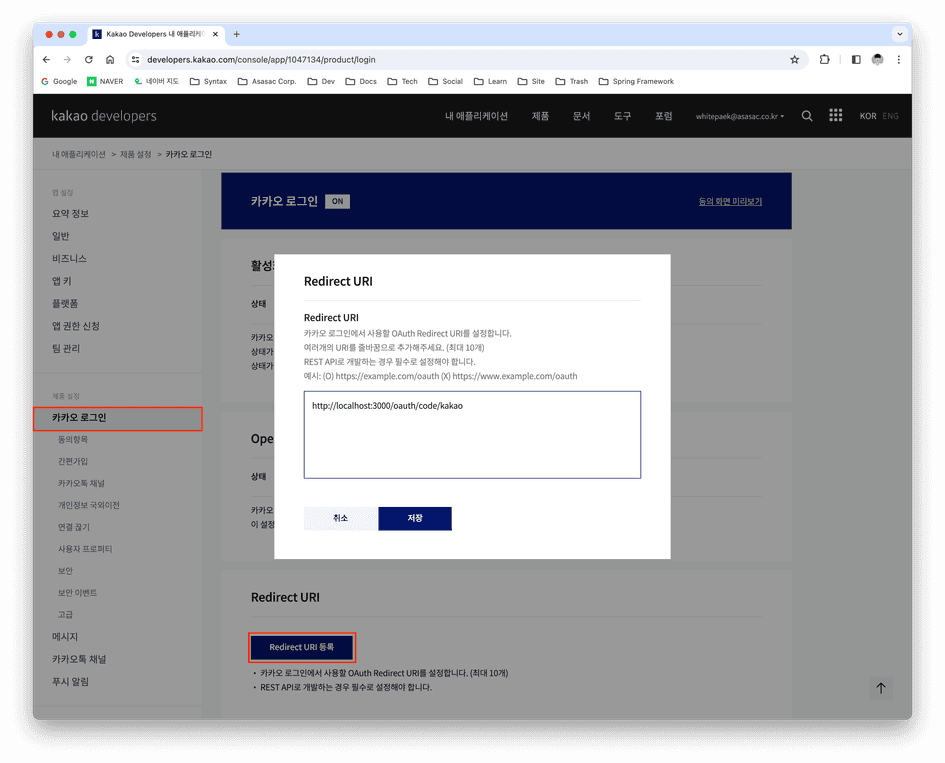 Kakao Developers 내 애플리케이
developers.kakao.com/console/app/1047134/product/login
Google NAVER 네이버 지도 Syntax Asasac Corp. Dev Docs Tech Social Learn Site Trash Spring Framework
kakao developers 내 애플리케이션 제품 문서 도구 포럼 whitepaek@asasac.co.kr KOR ENG
내 애플리케이션 > 제품 설정 > 카카오 로그인
앱 설정
요약 정보
일반
비즈니스
앱 키
플랫폼
앱 권한 신청
팀 관리
제품 설정
카카오 로그인
동의항목
간편가입
카카오톡 채널
개인정보 국외이전
연결 끊기
사용자 프로퍼티
보안
보안 이벤트
고급
메시지
카카오톡 채널
푸시 알림
카카오 로그인 ON 동의 화면 미리보기
활성
상태
카카오
상태가
상태가
Redirect URI
Redirect URI
카카오 로그인에서 사용할 OAuth Redirect URI를 설정합니다.
여러개의 URI를 줄바꿈으로 추가해주세요. (최대 10개)
REST API로 개발하는 경우 필수로 설정해야 합니다.
예시: (O) https://example.com/oauth (X) https://www.example.com/oauth
http://localhost:3000/oauth/code/kakao
취소 저장
Ope
상태
카카오
이 설정
Redirect URI
Redirect URI 등록
• 카카오 로그인에서 사용할 OAuth Redirect URI를 설정합니다. (최대 10개)
• REST API로 개발하는 경우 필수로 설정해야 합니다.